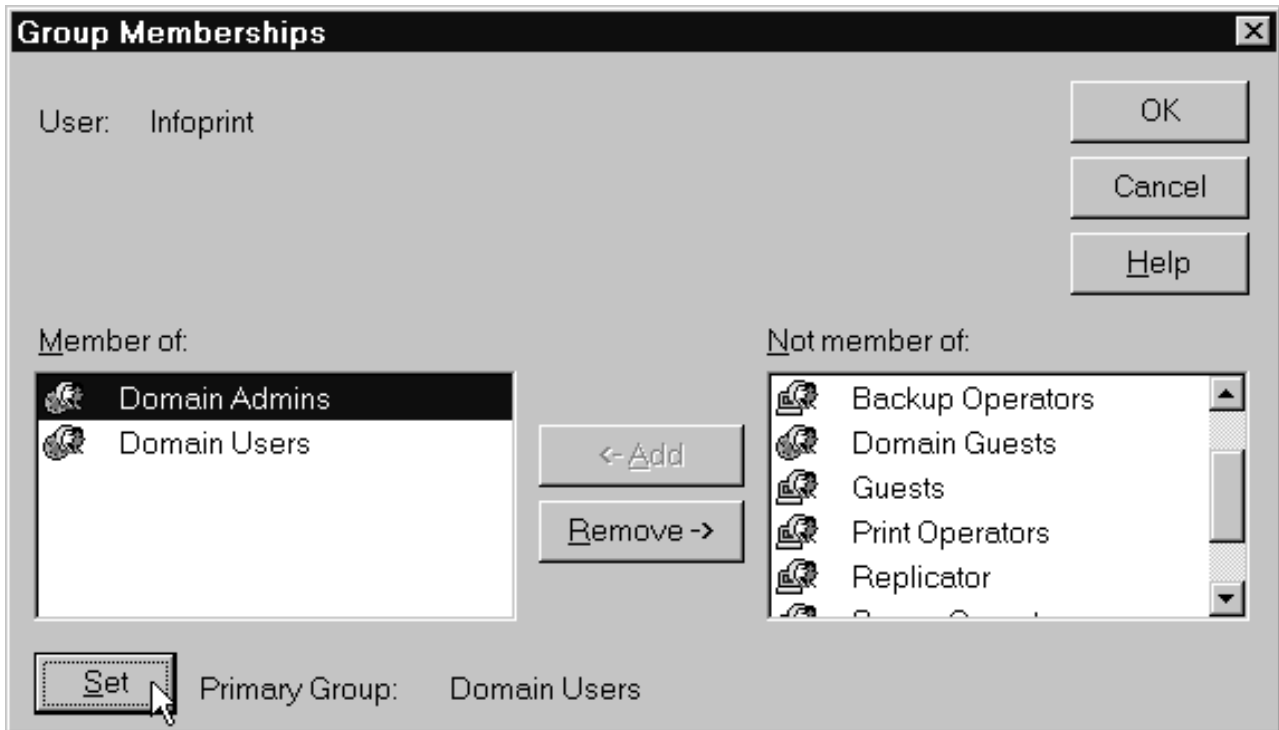 Group Memberships
User: Infoprint
OK
Cancel
Help
Member of:
Domain Admins
Domain Users
<-Add
Remove ->
Not member of:
Backup Operators
Domain Guests
Guests
Print Operators
Replicator
Set
Primary Group: Domain Users